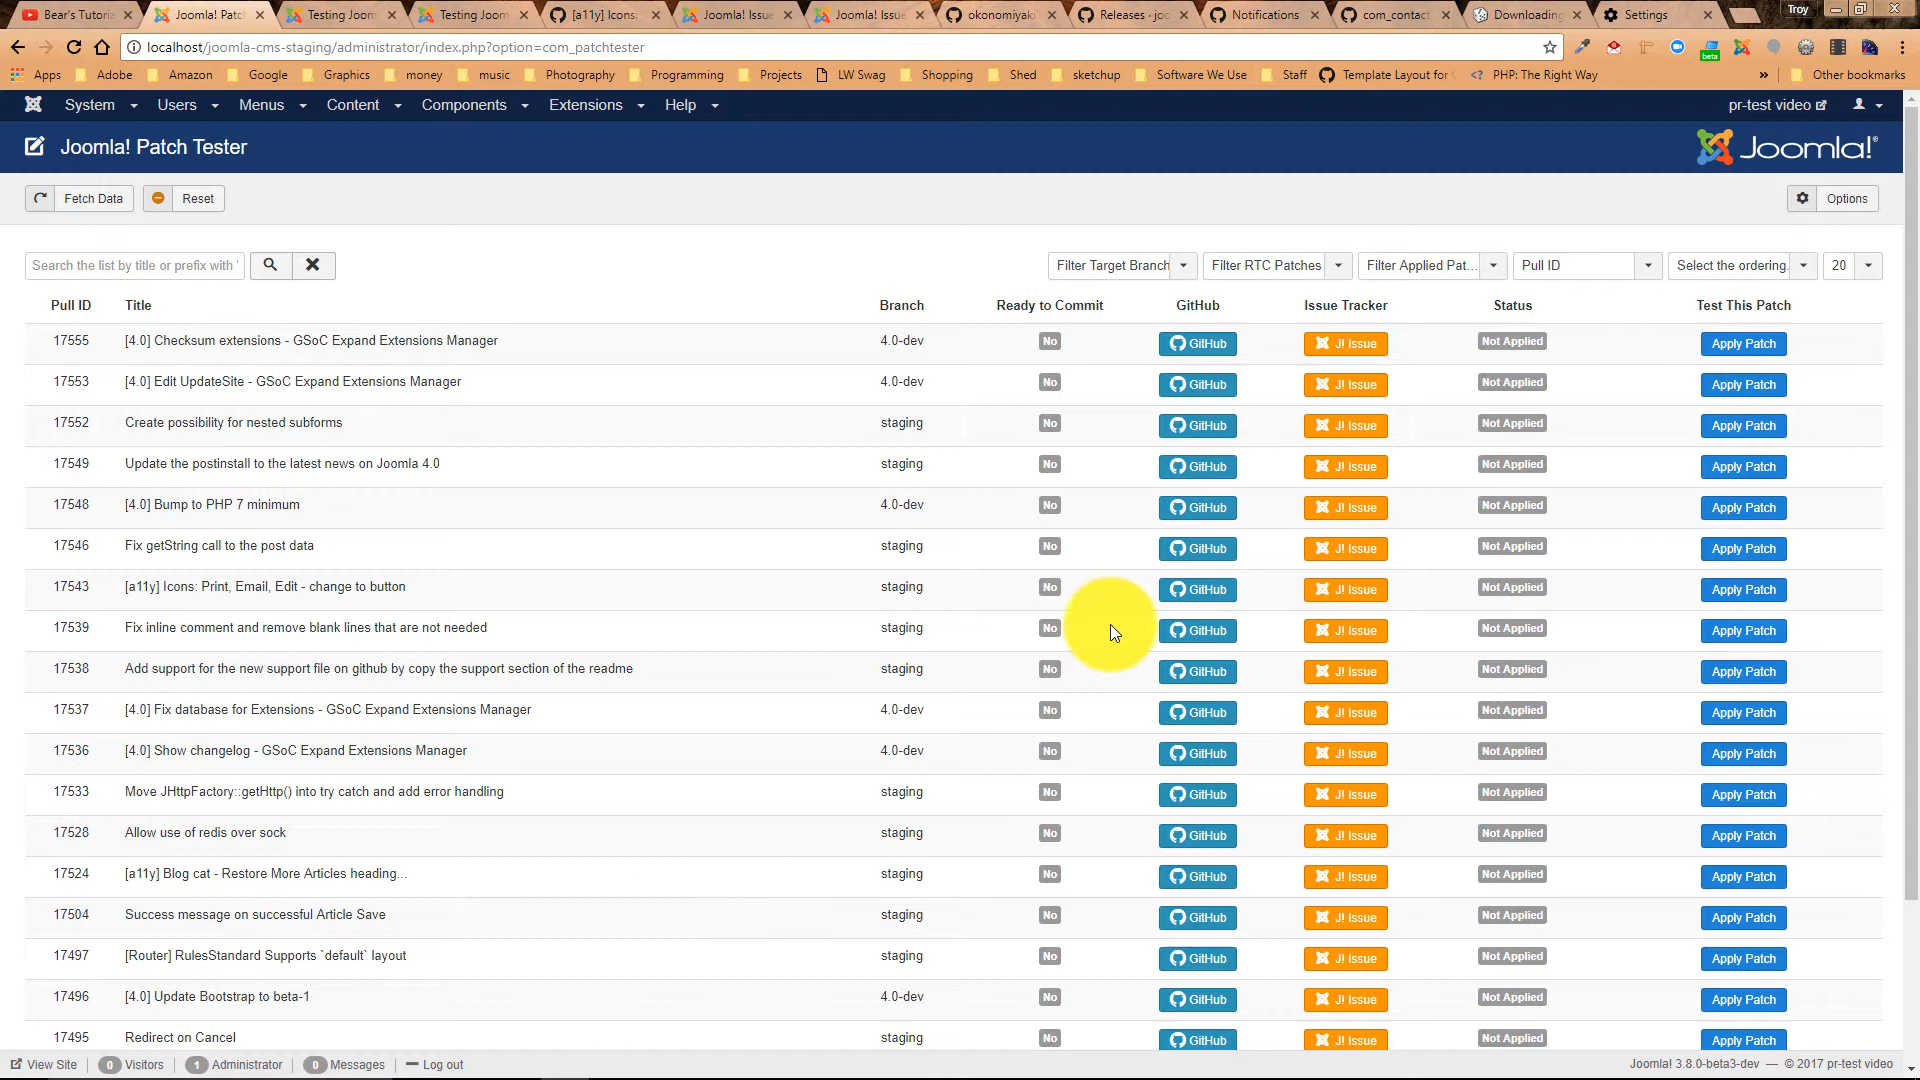 Bear's Tutoria
Joomla! Patc
Testing Joom
Testing Joom
[a11y] Icons:
Joomla! Issue
Joomla! Issue
okonomiyaki
Releases · joo
Notifications
com_contact
Downloading
Settings
Troy
localhost/joomla-cms-staging/administrator/index.php?option=com_patchtester
beta
Apps Adobe Amazon Google Graphics money music Photography Programming Projects LW Swag Shopping Shed sketchup Software We Use Staff Template Layout for PHP: The Right Way » Other bookmarks
System Users Menus Content Components Extensions Help pr-test video
Joomla! Patch Tester Joomla!
Fetch Data Reset Options
Search the list by title or prefix with ' Filter Target Branch Filter RTC Patches Filter Applied Pat... Pull ID Select the ordering. 20
Pull ID Title Branch Ready to Commit GitHub Issue Tracker Status Test This Patch
17555 [4.0] Checksum extensions - GSoC Expand Extensions Manager 4.0-dev No GitHub J! Issue Not Applied Apply Patch
17553 [4.0] Edit UpdateSite - GSoC Expand Extensions Manager 4.0-dev No GitHub J! Issue Not Applied Apply Patch
17552 Create possibility for nested subforms staging No GitHub J! Issue Not Applied Apply Patch
17549 Update the postinstall to the latest news on Joomla 4.0 staging No GitHub J! Issue Not Applied Apply Patch
17548 [4.0] Bump to PHP 7 minimum 4.0-dev No GitHub J! Issue Not Applied Apply Patch
17546 Fix getString call to the post data staging No GitHub J! Issue Not Applied Apply Patch
17543 [a11y] Icons: Print, Email, Edit - change to button staging No GitHub J! Issue Not Applied Apply Patch
17539 Fix inline comment and remove blank lines that are not needed staging No GitHub J! Issue Not Applied Apply Patch
17538 Add support for the new support file on github by copy the support section of the readme staging No GitHub J! Issue Not Applied Apply Patch
17537 [4.0] Fix database for Extensions - GSoC Expand Extensions Manager 4.0-dev No GitHub J! Issue Not Applied Apply Patch
17536 [4.0] Show changelog - GSoC Expand Extensions Manager 4.0-dev No GitHub J! Issue Not Applied Apply Patch
17533 Move JHttpFactory::getHttp() into try catch and add error handling staging No GitHub J! Issue Not Applied Apply Patch
17528 Allow use of redis over sock staging No GitHub J! Issue Not Applied Apply Patch
17524 [a11y] Blog cat - Restore More Articles heading... staging No GitHub J! Issue Not Applied Apply Patch
17504 Success message on successful Article Save staging No GitHub J! Issue Not Applied Apply Patch
17497 [Router] RulesStandard Supports `default` layout staging No GitHub J! Issue Not Applied Apply Patch
17496 [4.0] Update Bootstrap to beta-1 4.0-dev No GitHub J! Issue Not Applied Apply Patch
17495 Redirect on Cancel staging No GitHub J! Issue Not Applied Apply Patch
View Site 0 Visitors 1 Administrator 0 Messages Log out Joomla! 3.8.0-beta3-dev — © 2017 pr-test video